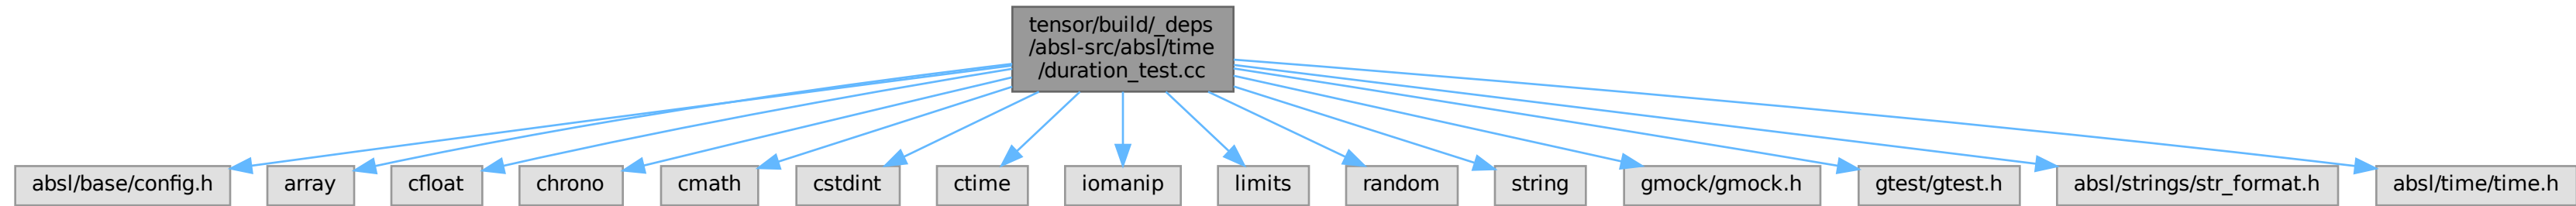 tensor/build/_deps
/absl-src/absl/time
/duration_test.cc
absl/base/config.h
array
cfloat
chrono
cmath
cstdint
ctime
iomanip
limits
random
string
gmock/gmock.h
gtest/gtest.h
absl/strings/str_format.h
absl/time/time.h